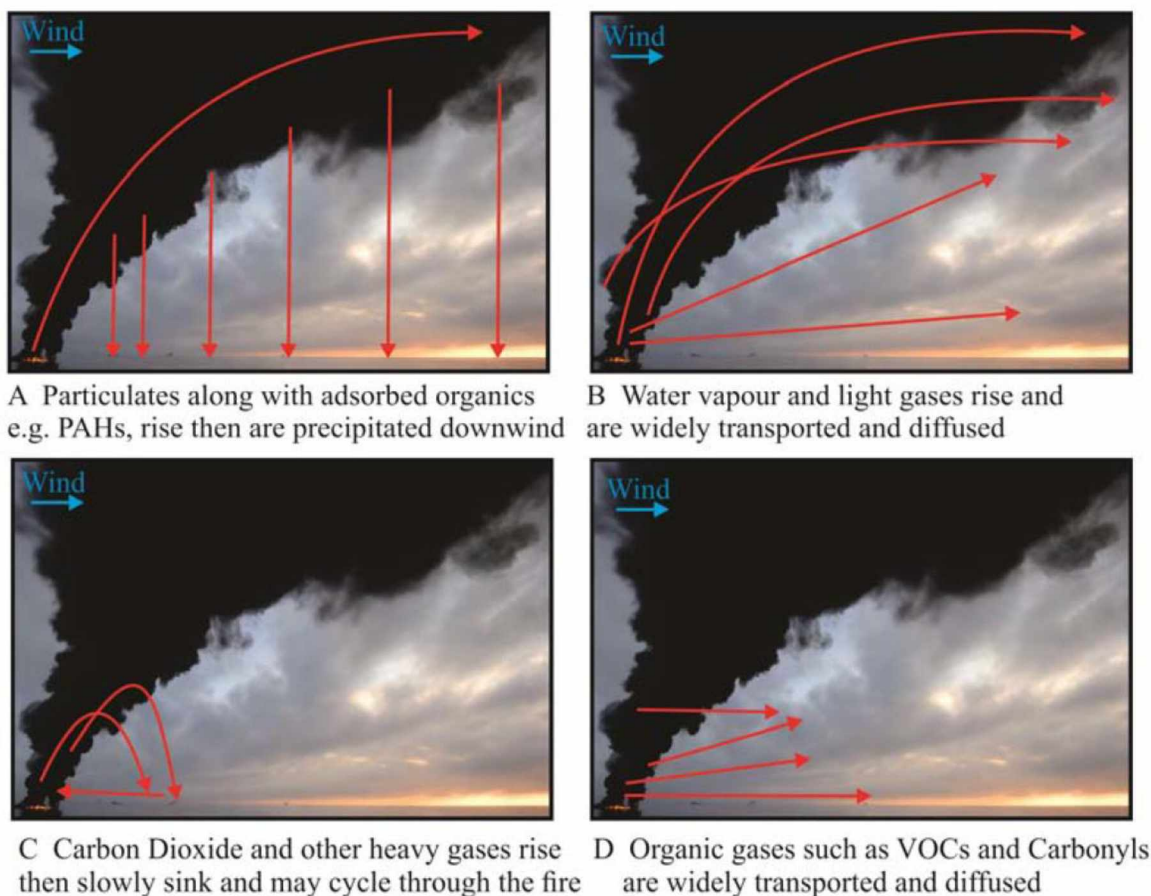 Wind
Wind
A Particulates along with adsorbed organics
e.g. PAHs, rise then are precipitated downwind
B Water vapour and light gases rise and
are widely transported and diffused
Wind
Wind
C Carbon Dioxide and other heavy gases rise
then slowly sink and may cycle through the fire
D Organic gases such as VOCs and Carbonyls
are widely transported and diffused